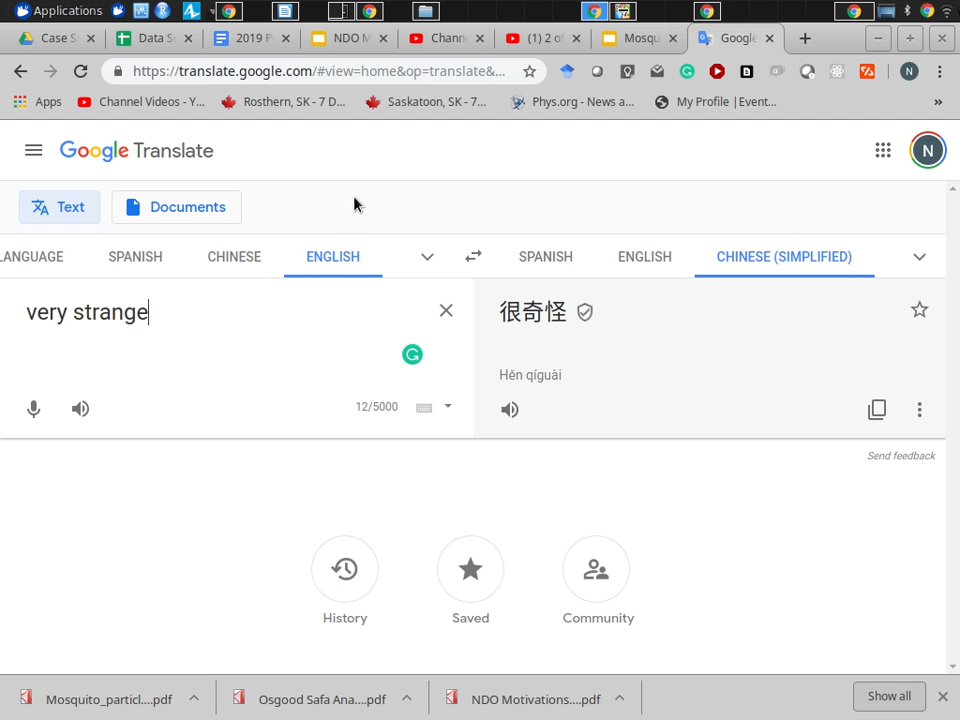 Applications
Case S
Data S
2019 P
NDO M
Chann
(1) 2 of
Mosqu
Google
https://translate.google.com/#view=home&op=translate&...
N
Apps
Channel Videos - Y...
Rosthern, SK - 7 D...
Saskatoon, SK - 7...
Phys.org - News a...
My Profile |Event...
»
Google Translate
N
Text
Documents
LANGUAGE
SPANISH
CHINESE
ENGLISH
SPANISH
ENGLISH
CHINESE (SIMPLIFIED)
very strange
很奇怪
Hěn qíguài
12/5000
Send feedback
History
Saved
Community
Mosquito_particl....pdf
Osgood Safa Ana....pdf
NDO Motivations....pdf
Show all